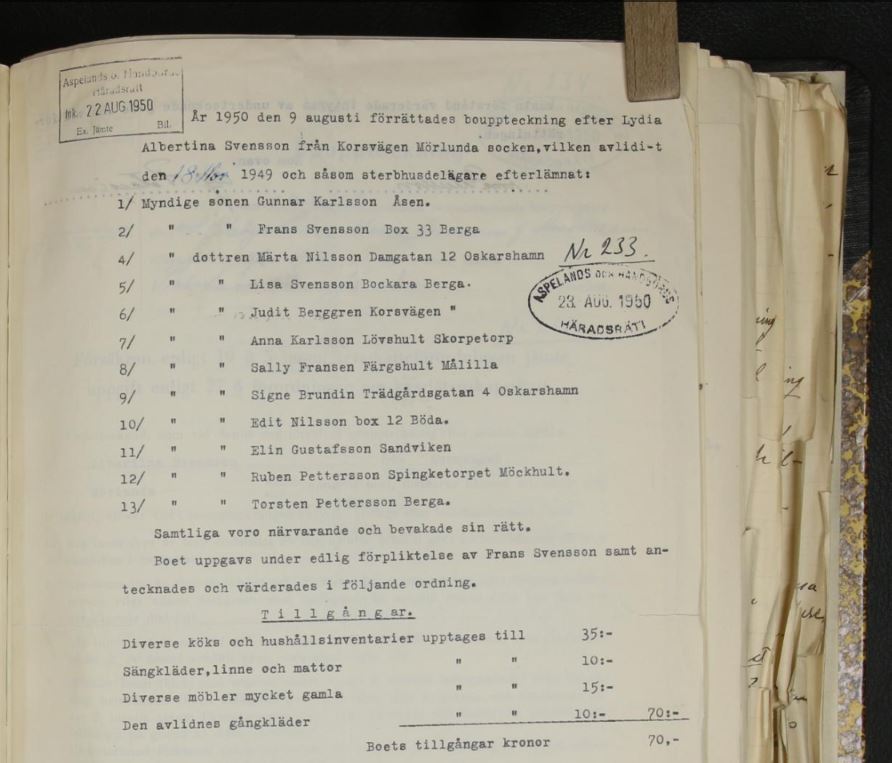 Aspelands o. Handbörds
Häradsrätt
Ink. 22 AUG 1950
Ex. Jämte Bil.
År 1950 den 9 augusti förrättades bouppteckning efter Lydia
Albertina Svensson från Korsvägen Mörlunda socken,vilken avlidi-t
den 18 Nov 1949 och såsom sterbhusdelägare efterlämnat:
1/ Myndige sonen Gunnar Karlsson Åsen.
2/ " " Frans Svensson Box 33 Berga
4/ " dottren Märta Nilsson Damgatan 12 Oskarshamn Nr 233.
5/ " " Lisa Svensson Bockara Berga.
ASPELANDS OCH HANDBÖRDS
23. AUG. 1950
HÄRADSRÄTT
6/ " " Judit Berggren Korsvägen "
7/ " " Anna Karlsson Lövshult Skorpetorp
8/ " " Sally Fransen Färgshult Målilla
9/ " " Signe Brundin Trädgårdsgatan 4 Oskarshamn
10/ " " Edit Nilsson box 12 Böda.
11/ " " Elin Gustafsson Sandviken
12/ " " Ruben Pettersson Spingketorpet Möckhult.
13/ " " Torsten Pettersson Berga.
Samtliga voro närvarande och bevakade sin rätt.
Boet uppgavs under edlig förpliktelse av Frans Svensson samt an-
tecknades och värderades i följande ordning.
T i l l g å n g ar.
Diverse köks och hushållsinventarier upptages till 35:-
Sängkläder,linne och mattor " " 10:-
Diverse möbler mycket gamla " " 15:-
Den avlidnes gångkläder " " 10:- 70:-
Boets tillgångar kronor 70,-